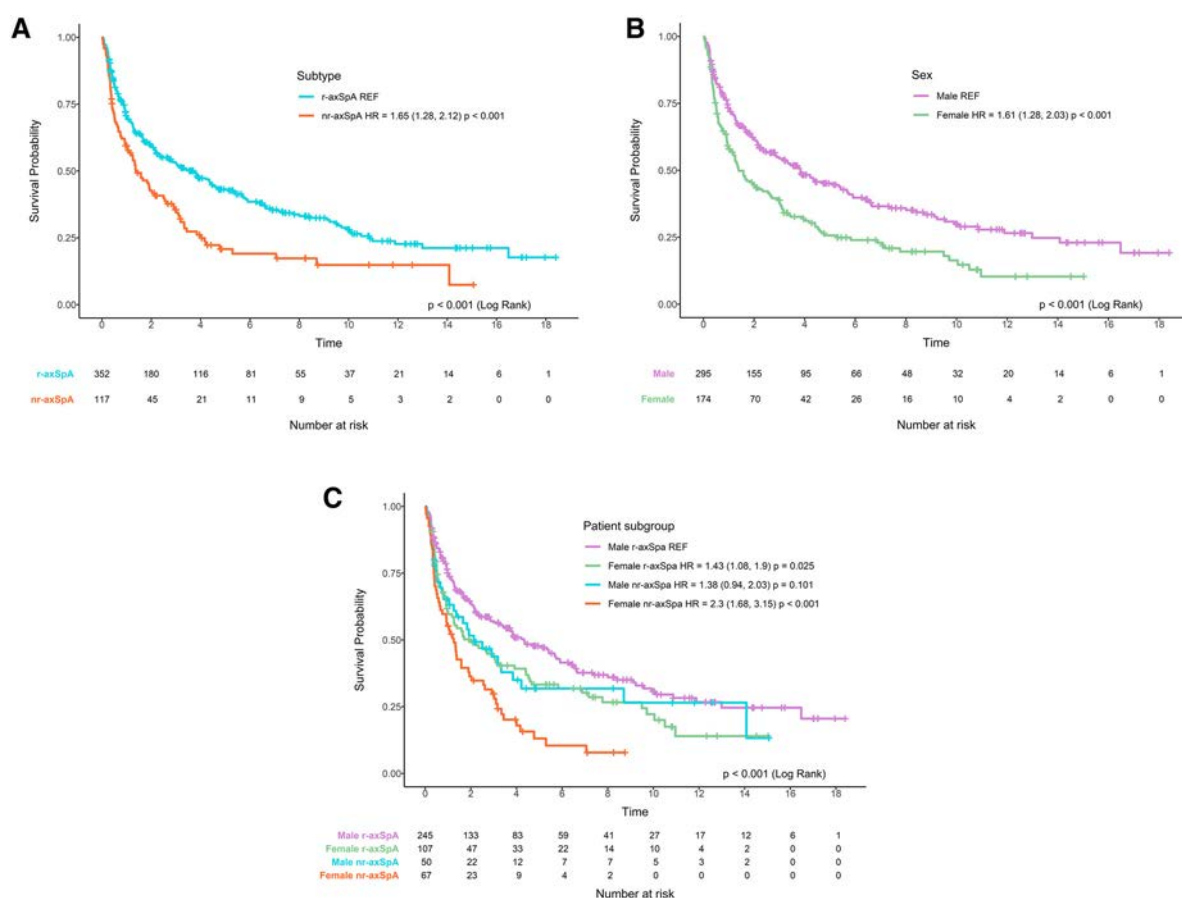 A
1.00
0.75
0.50
0.25
0.00
Survival Probability
Subtype
r-axSpA REF
nr-axSpA HR = 1.65 (1.28, 2.12) p < 0.001
p < 0.001 (Log Rank)
0 2 4 6 8 10 12 14 16 18
Time
r-axSpA 352 180 116 81 55 37 21 14 6 1
nr-axSpA 117 45 21 11 9 5 3 2 0 0
Number at risk
B
1.00
0.75
0.50
0.25
0.00
Survival Probability
Sex
Male REF
Female HR = 1.61 (1.28, 2.03) p < 0.001
p < 0.001 (Log Rank)
0 2 4 6 8 10 12 14 16 18
Time
Male 295 155 95 66 48 32 20 14 6 1
Female 174 70 42 26 16 10 4 2 0 0
Number at risk
C
1.00
0.75
0.50
0.25
0.00
Survival Probability
Patient subgroup
Male r-axSpa REF
Female r-axSpa HR = 1.43 (1.08, 1.9) p = 0.025
Male nr-axSpa HR = 1.38 (0.94, 2.03) p = 0.101
Female nr-axSpa HR = 2.3 (1.68, 3.15) p < 0.001
p < 0.001 (Log Rank)
0 2 4 6 8 10 12 14 16 18
Time
Male r-axSpA 245 133 83 59 41 27 17 12 6 1
Female r-axSpA 107 47 33 22 14 10 4 2 0 0
Male nr-axSpA 50 22 12 7 7 5 3 2 0 0
Female nr-axSpA 67 23 9 4 2 0 0 0 0 0
Number at risk